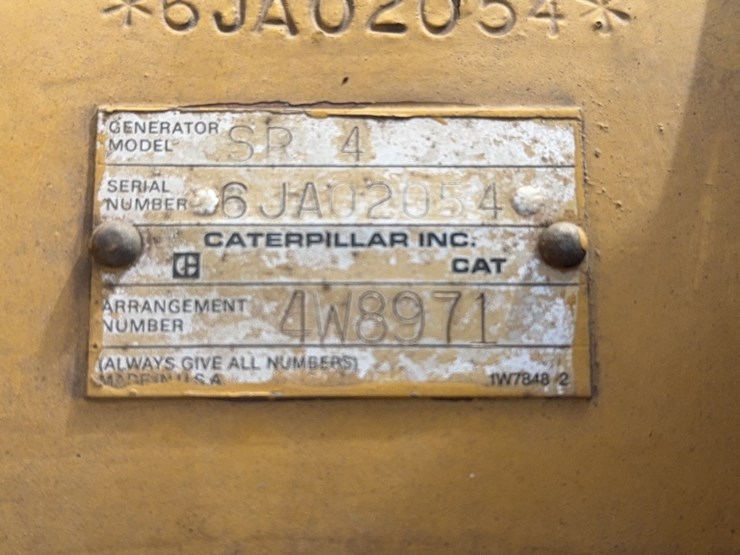 *6JA02054*
GENERATOR MODEL SR 4
SERIAL NUMBER *6JA02054*
CATERPILLAR INC.
CAT
ARRANGEMENT NUMBER 4W8971
(ALWAYS GIVE ALL NUMBERS)
MADE IN U.S.A. 1W7848 2